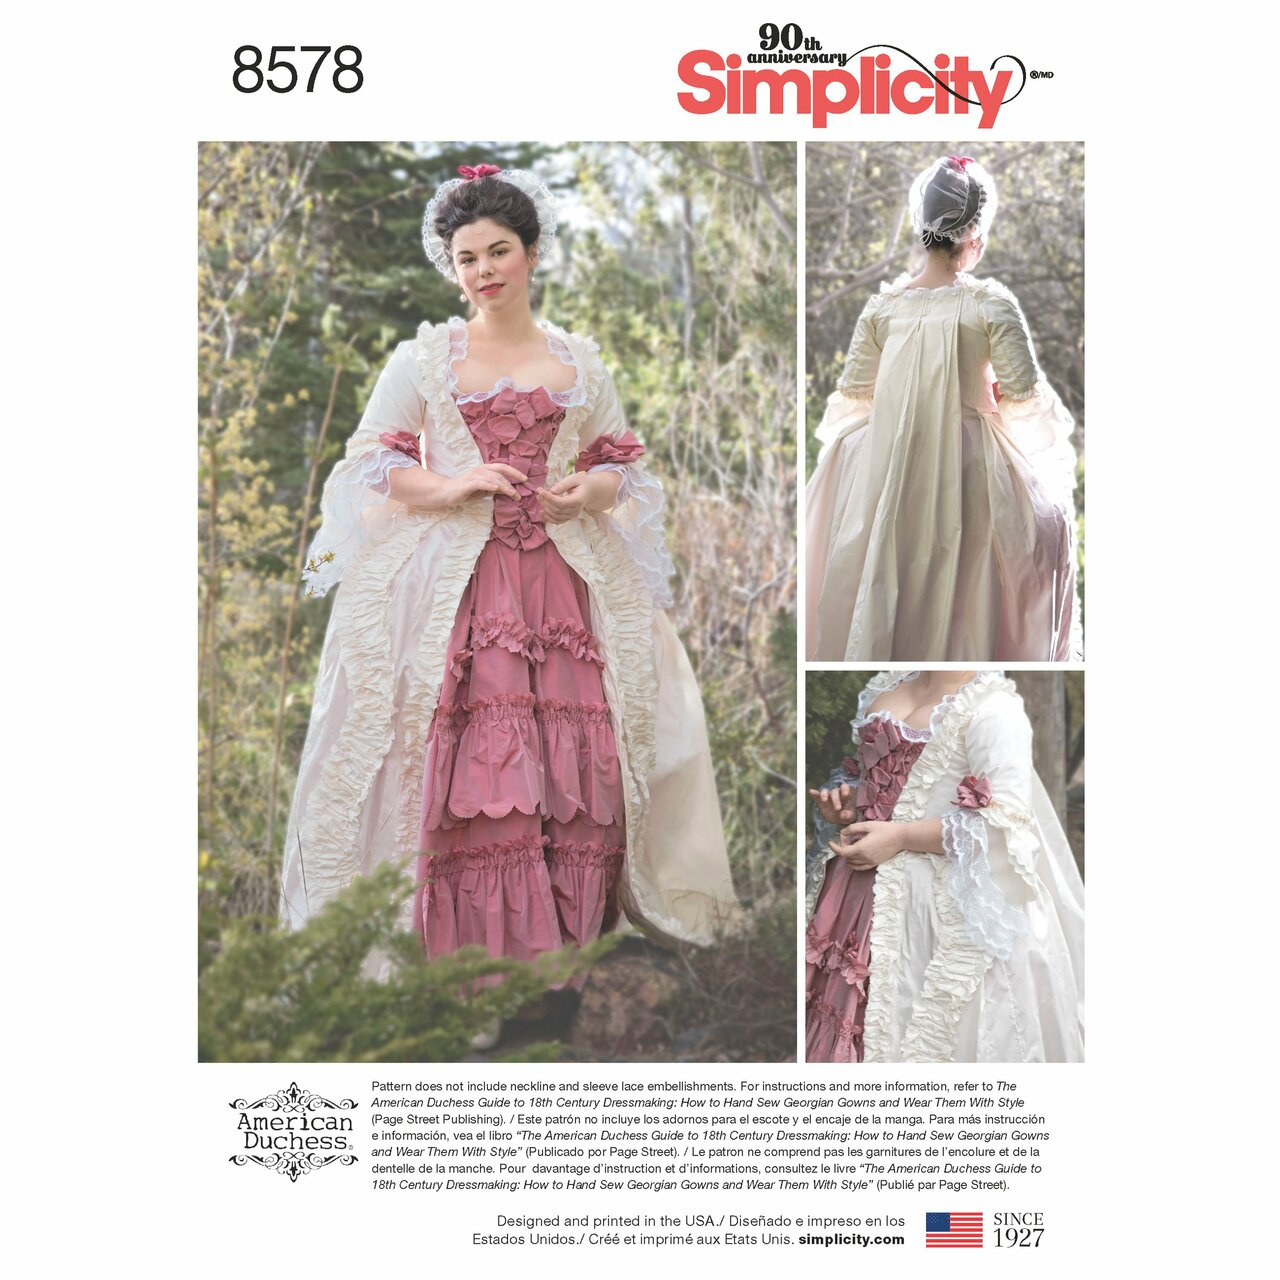 8578
90th
anniversary
Simplicity ®/MD
Pattern does not include neckline and sleeve lace embellishments. For instructions and more information, refer to The
American Duchess Guide to 18th Century Dressmaking: How to Hand Sew Georgian Gowns and Wear Them With Style
(Page Street Publishing). / Este patrón no incluye los adornos para el escote y el encaje de la manga. Para más instrucción
e información, vea el libro “The American Duchess Guide to 18th Century Dressmaking: How to Hand Sew Georgian Gowns
and Wear Them With Style” (Publicado por Page Street). / Le patron ne comprend pas les garnitures de l’encolure et de la
dentelle de la manche. Pour davantage d’instruction et d’informations, consultez le livre “The American Duchess Guide to
18th Century Dressmaking: How to Hand Sew Georgian Gowns and Wear Them With Style” (Publié par Page Street).
American
Duchess®
Designed and printed in the USA./ Diseñado e impreso en los
Estados Unidos./ Créé et imprimé aux Etats Unis. simplicity.com
SINCE
1927